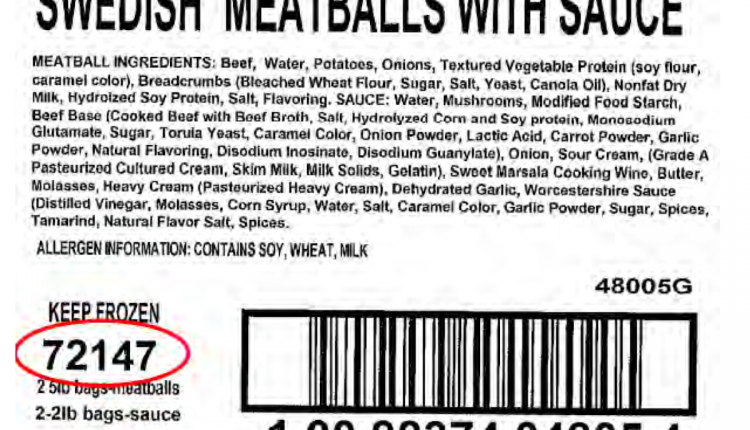 SWEDISH MEATBALLS WITH SAUCE
MEATBALL INGREDIENTS: Beef, Water, Potatoes, Onions, Textured Vegetable Protein (soy flour,
caramel color), Breadcrumbs (Bleached Wheat Flour, Sugar, Salt, Yeast, Canola Oil), Nonfat Dry
Milk, Hydrolzed Soy Protein, Salt, Flavoring. SAUCE: Water, Mushrooms, Modified Food Starch,
Beef Base (Cooked Beef with Beef Broth, Salt, Hydrolyzed Corn and Soy protein, Monosodium
Glutamate, Sugar, Torula Yeast, Caramel Color, Onion Powder, Lactic Acid, Carrot Powder, Garlic
Powder, Natural Flavoring, Disodium Inosinate, Disodium Guanylate), Onion, Sour Cream, (Grade A
Pasteurized Cultured Cream, Skim Milk, Milk Solids, Gelatin), Sweet Marsala Cooking Wine, Butter,
Molasses, Heavy Cream (Pasteurized Heavy Cream), Dehydrated Garlic, Worcestershire Sauce
(Distilled Vinegar, Molasses, Corn Syrup, Water, Salt, Caramel Color, Garlic Powder, Sugar, Spices,
Tamarind, Natural Flavor Salt, Spices.
ALLERGEN INFORMATION: CONTAINS SOY, WHEAT, MILK
48005G
KEEP FROZEN
72147
2 5lb bags-meatballs
2-2lb bags-sauce